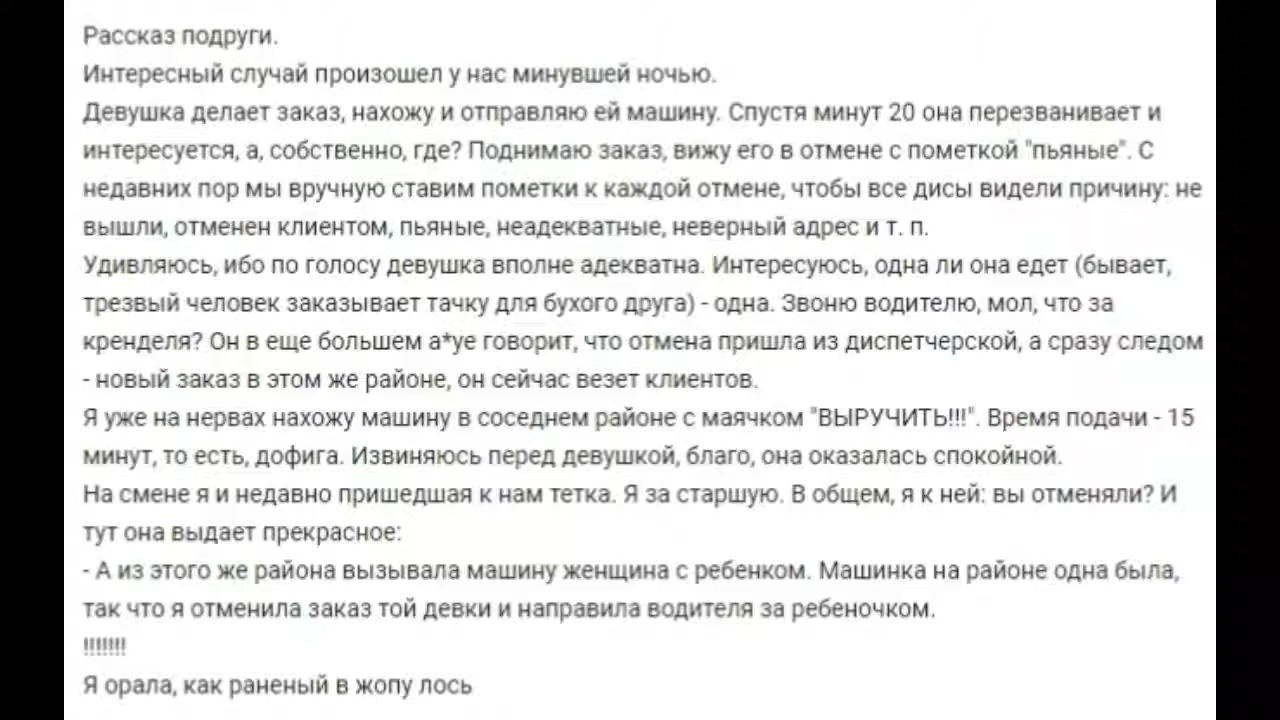 Рассказ подруги.
Интересный случай произошел у нас минувшей ночью.
Девушка делает заказ, нахожу и отправляю ей машину. Спустя минут 20 она перезванивает и
интересуется, а, собственно, где? Поднимаю заказ, вижу его в отмене с пометкой "пьяные". С
недавних пор мы вручную ставим пометки к каждой отмене, чтобы все дисы видели причину: не
вышли, отменен клиентом, пьяные, неадекватные, неверный адрес и т. п.
Удивляюсь, ибо по голосу девушка вполне адекватна. Интересуюсь, одна ли она едет (бывает,
трезвый человек заказывает тачку для бухого друга) - одна. Звоню водителю, мол, что за
кренделя? Он в еще большем а*уе говорит, что отмена пришла из диспетчерской, а сразу следом
- новый заказ в этом же районе, он сейчас везет клиентов.
Я уже на нервах нахожу машину в соседнем районе с маячком "ВЫРУЧИТЬ!!!". Время подачи - 15
минут, то есть, дофига. Извиняюсь перед девушкой, благо, она оказалась спокойной.
На смене я и недавно пришедшая к нам тетка. Я за старшую. В общем, я к ней: вы отменяли? И
тут она выдает прекрасное:
- А из этого же района вызывала машину женщина с ребенком. Машинка на районе одна была,
так что я отменила заказ той девки и направила водителя за ребеночком.
!!!!!!!
Я орала, как раненый в жопу лось